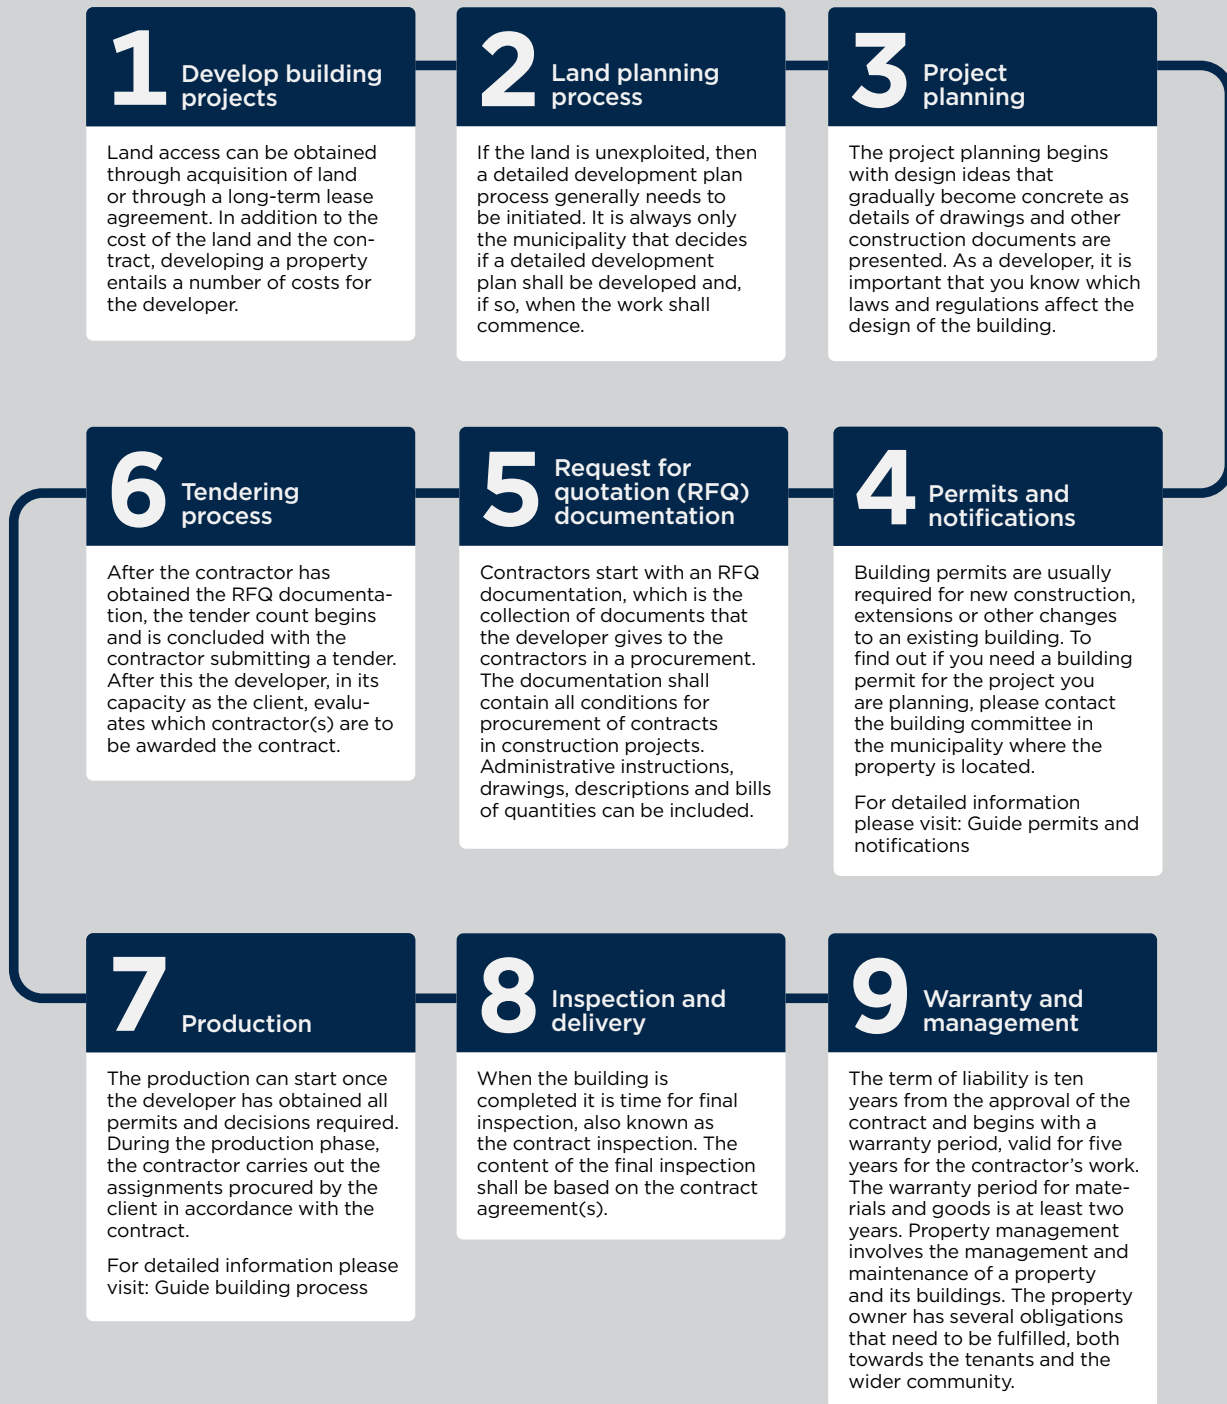 1
Develop building
projects
Land access can be obtained
through acquisition of land
or through a long-term lease
agreement. In addition to the
cost of the land and the con-
tract, developing a property
entails a number of costs for
the developer.
2
Land planning
process
If the land is unexploited, then
a detailed development plan
process generally needs to
be initiated. It is always only
the municipality that decides
if a detailed development
plan shall be developed and,
if so, when the work shall
commence.
3
Project
planning
The project planning begins
with design ideas that
gradually become concrete as
details of drawings and other
construction documents are
presented. As a developer, it is
important that you know which
laws and regulations affect the
design of the building.
4
Permits and
notifications
Building permits are usually
required for new construction,
extensions or other changes
to an existing building. To
find out if you need a building
permit for the project you
are planning, please contact
the building committee in
the municipality where the
property is located.
For detailed information
please visit: Guide permits and
notifications
5
Request for
quotation (RFQ)
documentation
Contractors start with an RFQ
documentation, which is the
collection of documents that
the developer gives to the
contractors in a procurement.
The documentation shall
contain all conditions for
procurement of contracts
in construction projects.
Administrative instructions,
drawings, descriptions and bills
of quantities can be included.
6
Tendering
process
After the contractor has
obtained the RFQ documenta-
tion, the tender count begins
and is concluded with the
contractor submitting a tender.
After this the developer, in its
capacity as the client, evalu-
ates which contractor(s) are to
be awarded the contract.
7
Production
The production can start once
the developer has obtained all
permits and decisions required.
During the production phase,
the contractor carries out the
assignments procured by the
client in accordance with the
contract.
For detailed information please
visit: Guide building process
8
Inspection and
delivery
When the building is
completed it is time for final
inspection, also known as
the contract inspection. The
content of the final inspection
shall be based on the contract
agreement(s).
9
Warranty and
management
The term of liability is ten
years from the approval of the
contract and begins with a
warranty period, valid for five
years for the contractor’s work.
The warranty period for mate-
rials and goods is at least two
years. Property management
involves the management and
maintenance of a property
and its buildings. The property
owner has several obligations
that need to be fulfilled, both
towards the tenants and the
wider community.